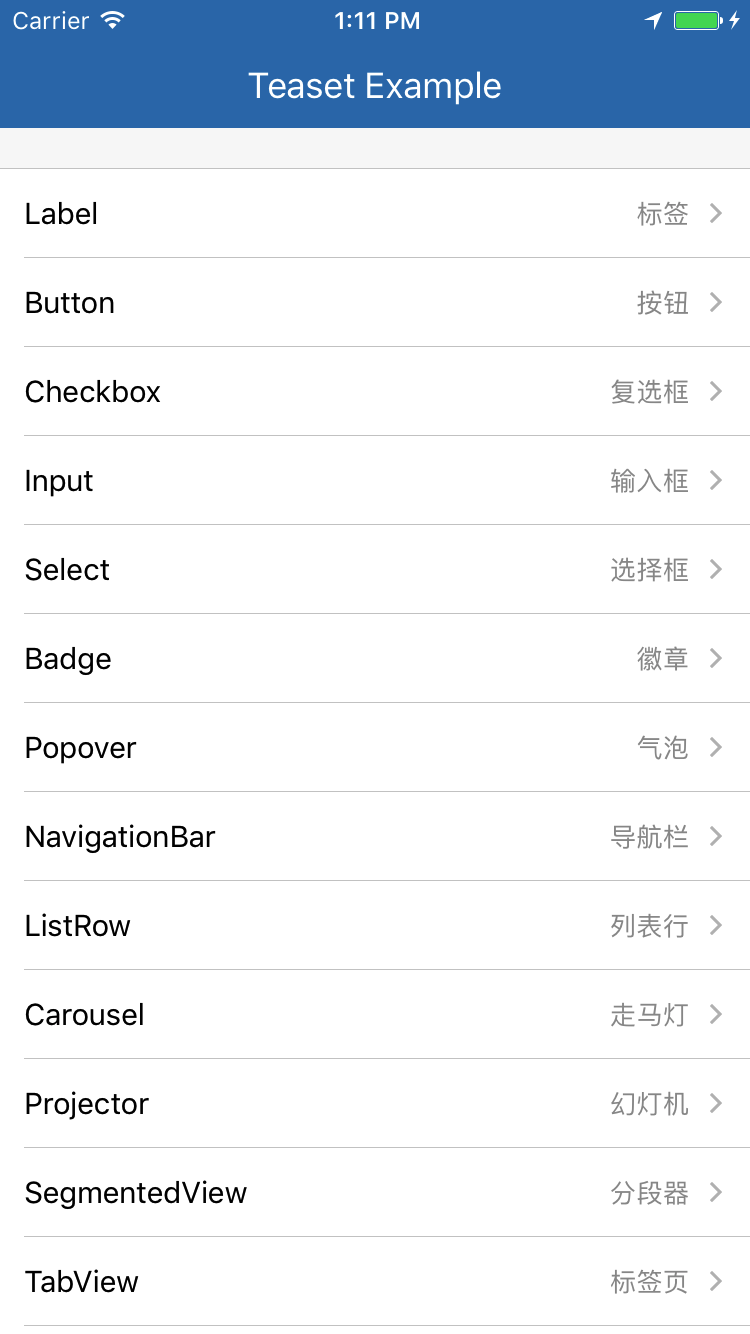 Carrier 1:11 PM
Teaset Example
Label 标签
Button 按钮
Checkbox 复选框
Input 输入框
Select 选择框
Badge 徽章
Popover 气泡
NavigationBar 导航栏
ListRow 列表行
Carousel 走马灯
Projector 幻灯机
SegmentedView 分段器
TabView 标签页